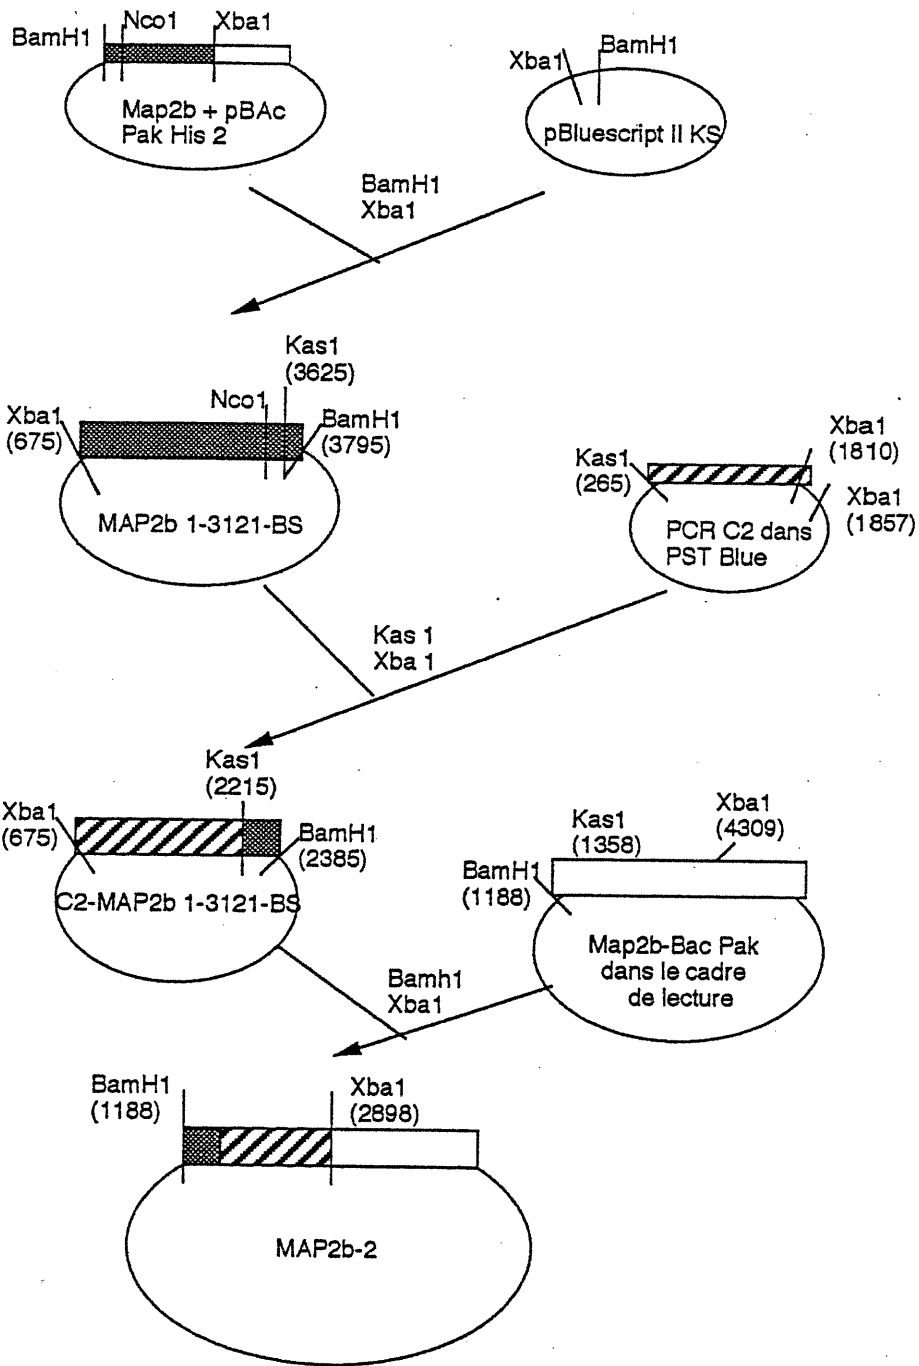 BamH1
Nco1
Xba1
Map2b + pBAc
Pak His 2
Xba1
BamH1
pBluescript II KS
BamH1
Xba1
Kas1
(3625)
Nco1
Xba1
(675)
BamH1
(3795)
MAP2b 1-3121-BS
Kas1
(265)
Xba1
(1810)
Xba1
(1857)
PCR C2 dans
PST Blue
Kas 1
Xba 1
Kas1
(2215)
Xba1
(675)
BamH1
(2385)
C2-MAP2b 1-3121-BS
Kas1
(1358)
Xba1
(4309)
BamH1
(1188)
Map2b-Bac Pak
dans le cadre
de lecture
Bamh1
Xba1
BamH1
(1188)
Xba1
(2898)
MAP2b-2